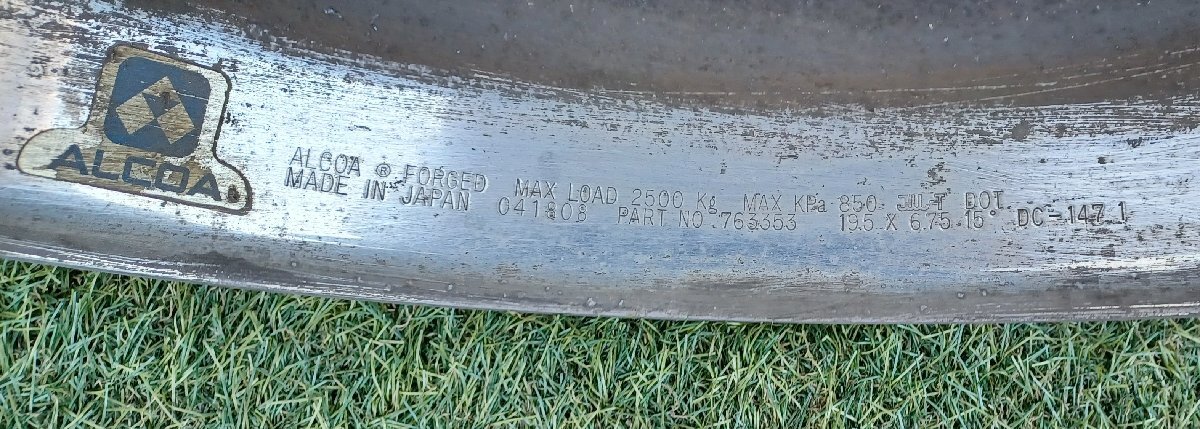 ALCOA
ALCOA ® FORGED MAX LOAD 2500 Kg MAX KPa 850 JWL-T DOT
MADE IN JAPAN 041808 PART NO. 763353 19.5 X 6.75 15° DC-147.1